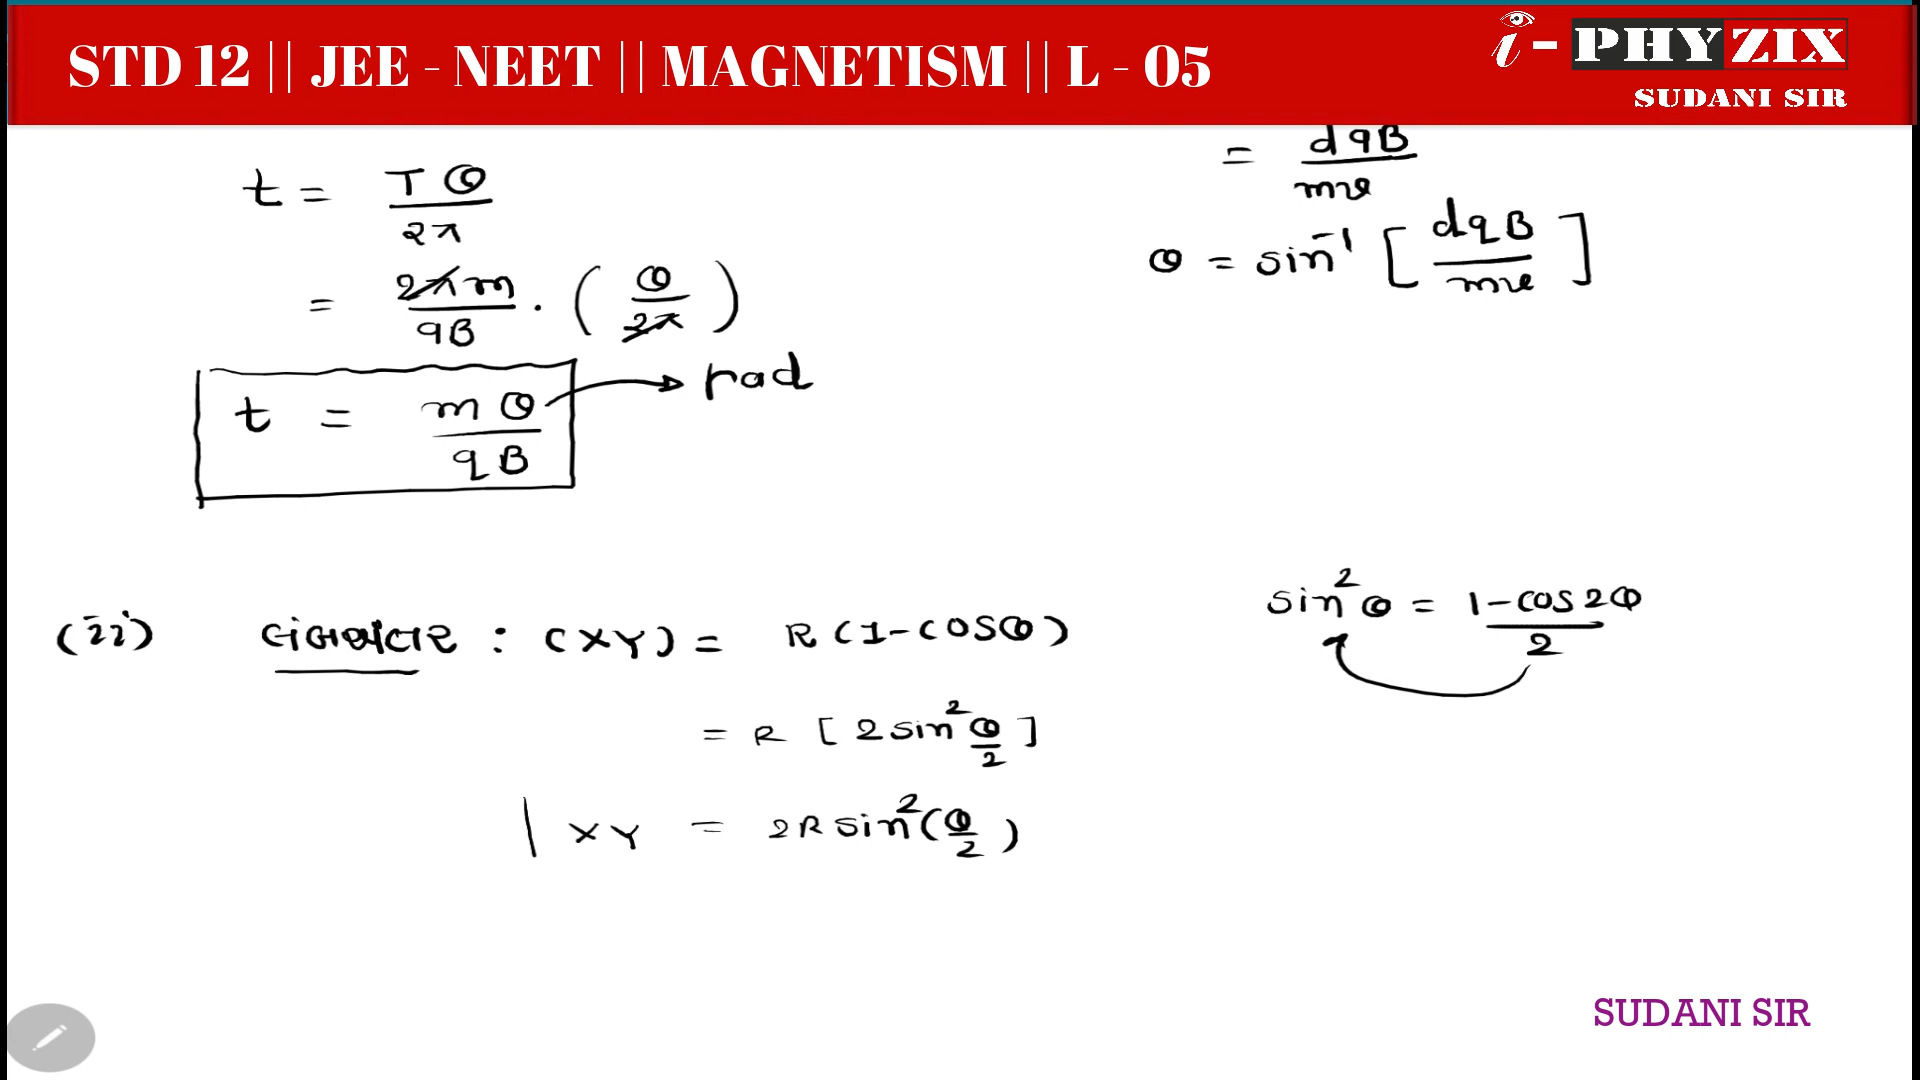 STD 12 || JEE - NEET || MAGNETISM || L - 05
i - PHYZIX
SUDANI SIR
t = Tθ / 2π
= 2πm / qB · (θ / 2π)
t = mθ / qB → rad
= dqB / mv
θ = sin⁻¹ [dqB / mv]
(ii) : (XY) = R(1-cosθ)
= R [2sin² θ/2]
XY = 2R sin²(θ/2)
sin²θ = 1-cos2θ / 2
SUDANI SIR